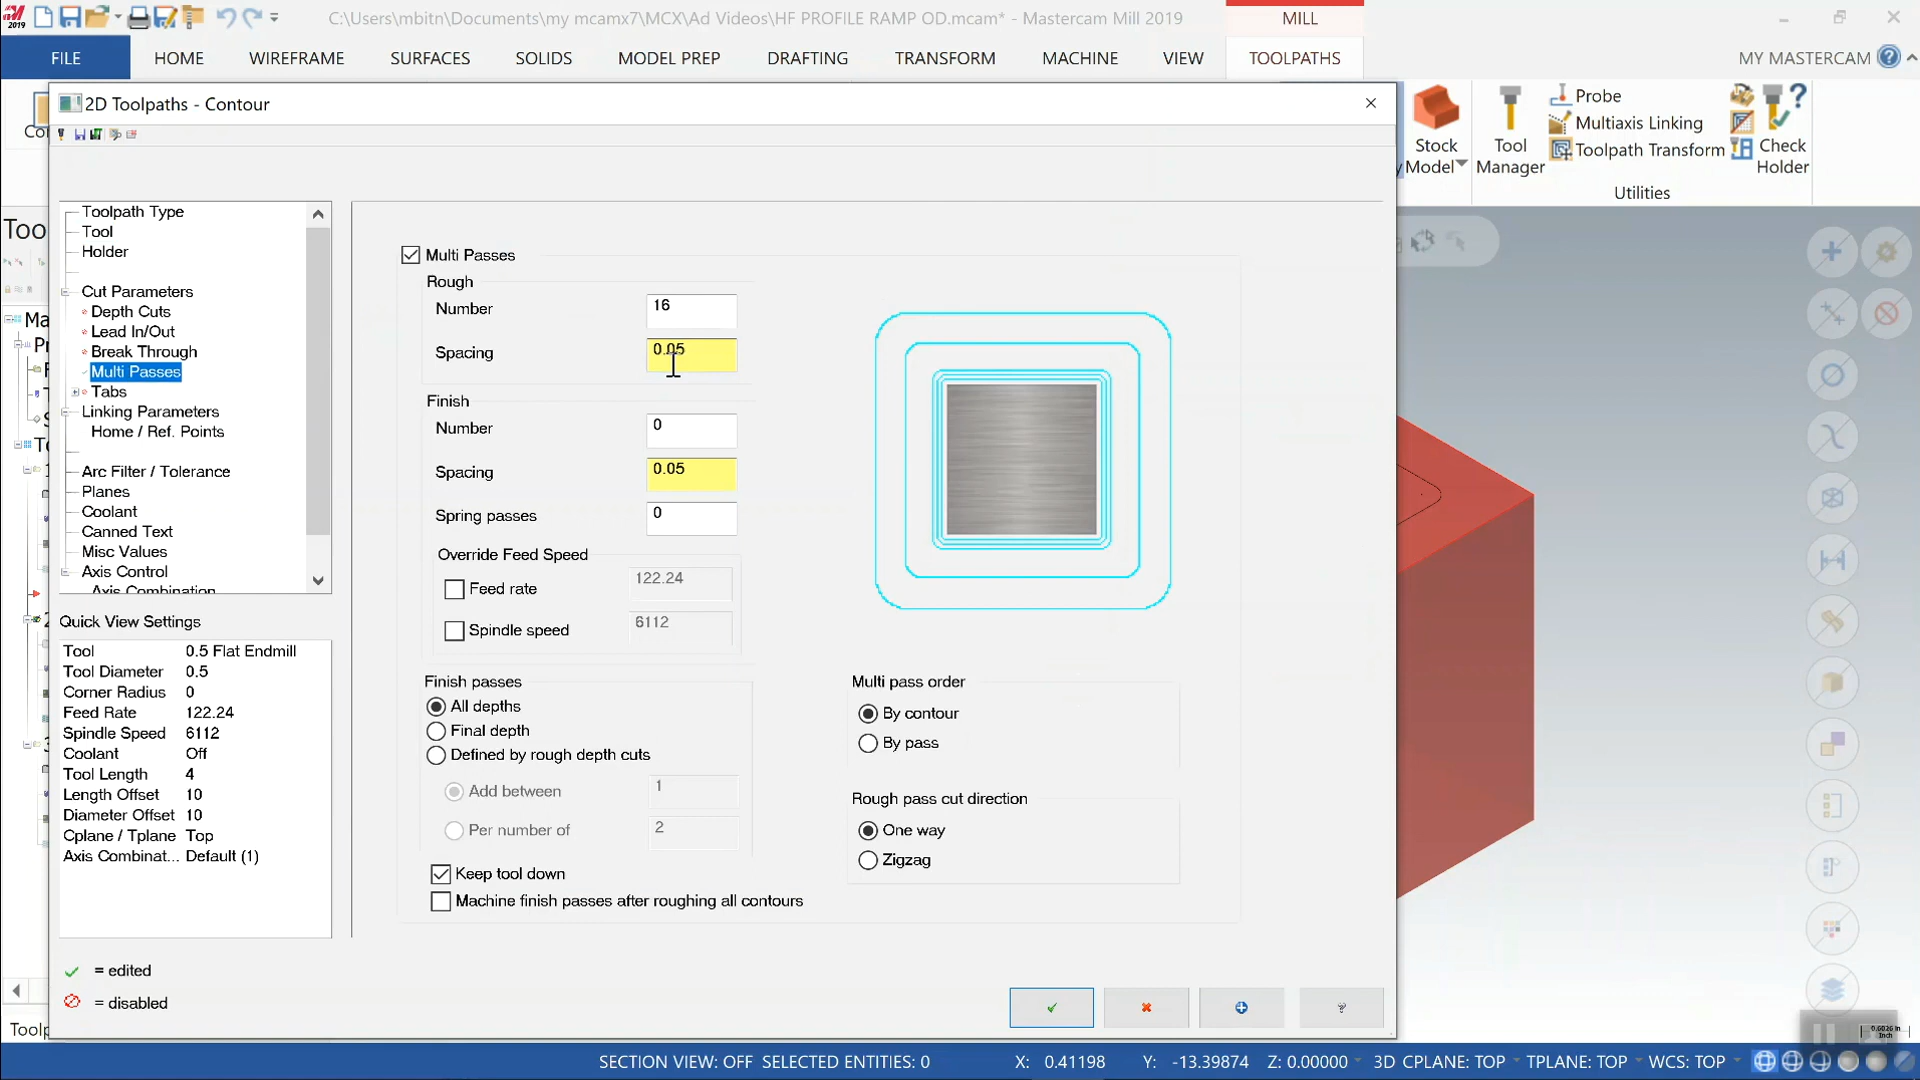 2019
C:\Users\mbitn\Documents\my mcamx7\MCX\Ad Videos\HF PROFILE RAMP OD.mcam* - Mastercam Mill 2019
MILL
FILE HOME WIREFRAME SURFACES SOLIDS MODEL PREP DRAFTING TRANSFORM MACHINE VIEW TOOLPATHS MY MASTERCAM
2D Toolpaths - Contour
Stock Model
Tool Manager
Probe
Multiaxis Linking
Toolpath Transform
Check Holder
Utilities
Toolpath Type
Tool
Holder
Cut Parameters
Depth Cuts
Lead In/Out
Break Through
Multi Passes
Tabs
Linking Parameters
Home / Ref. Points
Arc Filter / Tolerance
Planes
Coolant
Canned Text
Misc Values
Axis Control
Axis Combination
Quick View Settings
Tool 0.5 Flat Endmill
Tool Diameter 0.5
Corner Radius 0
Feed Rate 122.24
Spindle Speed 6112
Coolant Off
Tool Length 4
Length Offset 10
Diameter Offset 10
Cplane / Tplane Top
Axis Combinat... Default (1)
= edited
= disabled
Multi Passes
Rough
Number 16
Spacing 0.05
Finish
Number 0
Spacing 0.05
Spring passes 0
Override Feed Speed
Feed rate 122.24
Spindle speed 6112
Finish passes
All depths
Final depth
Defined by rough depth cuts
Add between 1
Per number of 2
Keep tool down
Machine finish passes after roughing all contours
Multi pass order
By contour
By pass
Rough pass cut direction
One way
Zigzag
?
0.6026 in
Inch
SECTION VIEW: OFF SELECTED ENTITIES: 0 X: 0.41198 Y: -13.39874 Z: 0.00000 3D CPLANE: TOP TPLANE: TOP WCS: TOP